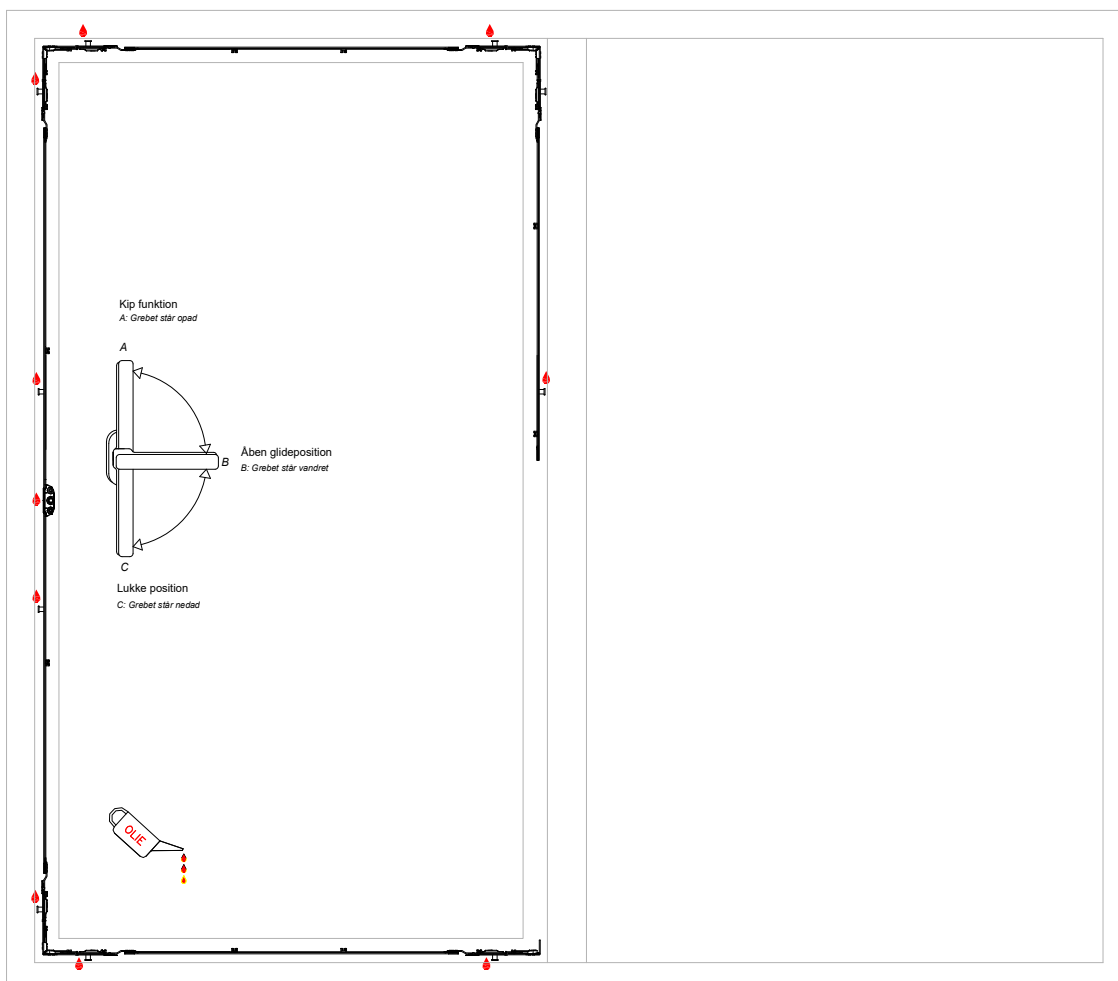 Kip funktion
A: Grebet står opad
A
Åben glideposition
B
B: Grebet står vandret
C
Lukke position
C: Grebet står nedad
OLIE